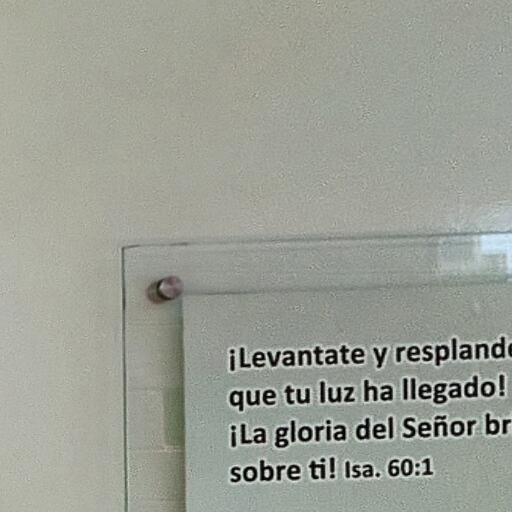 ¡Levantate y resplande
que tu luz ha llegado!
¡La gloria del Señor br
sobre ti! Isa. 60:1